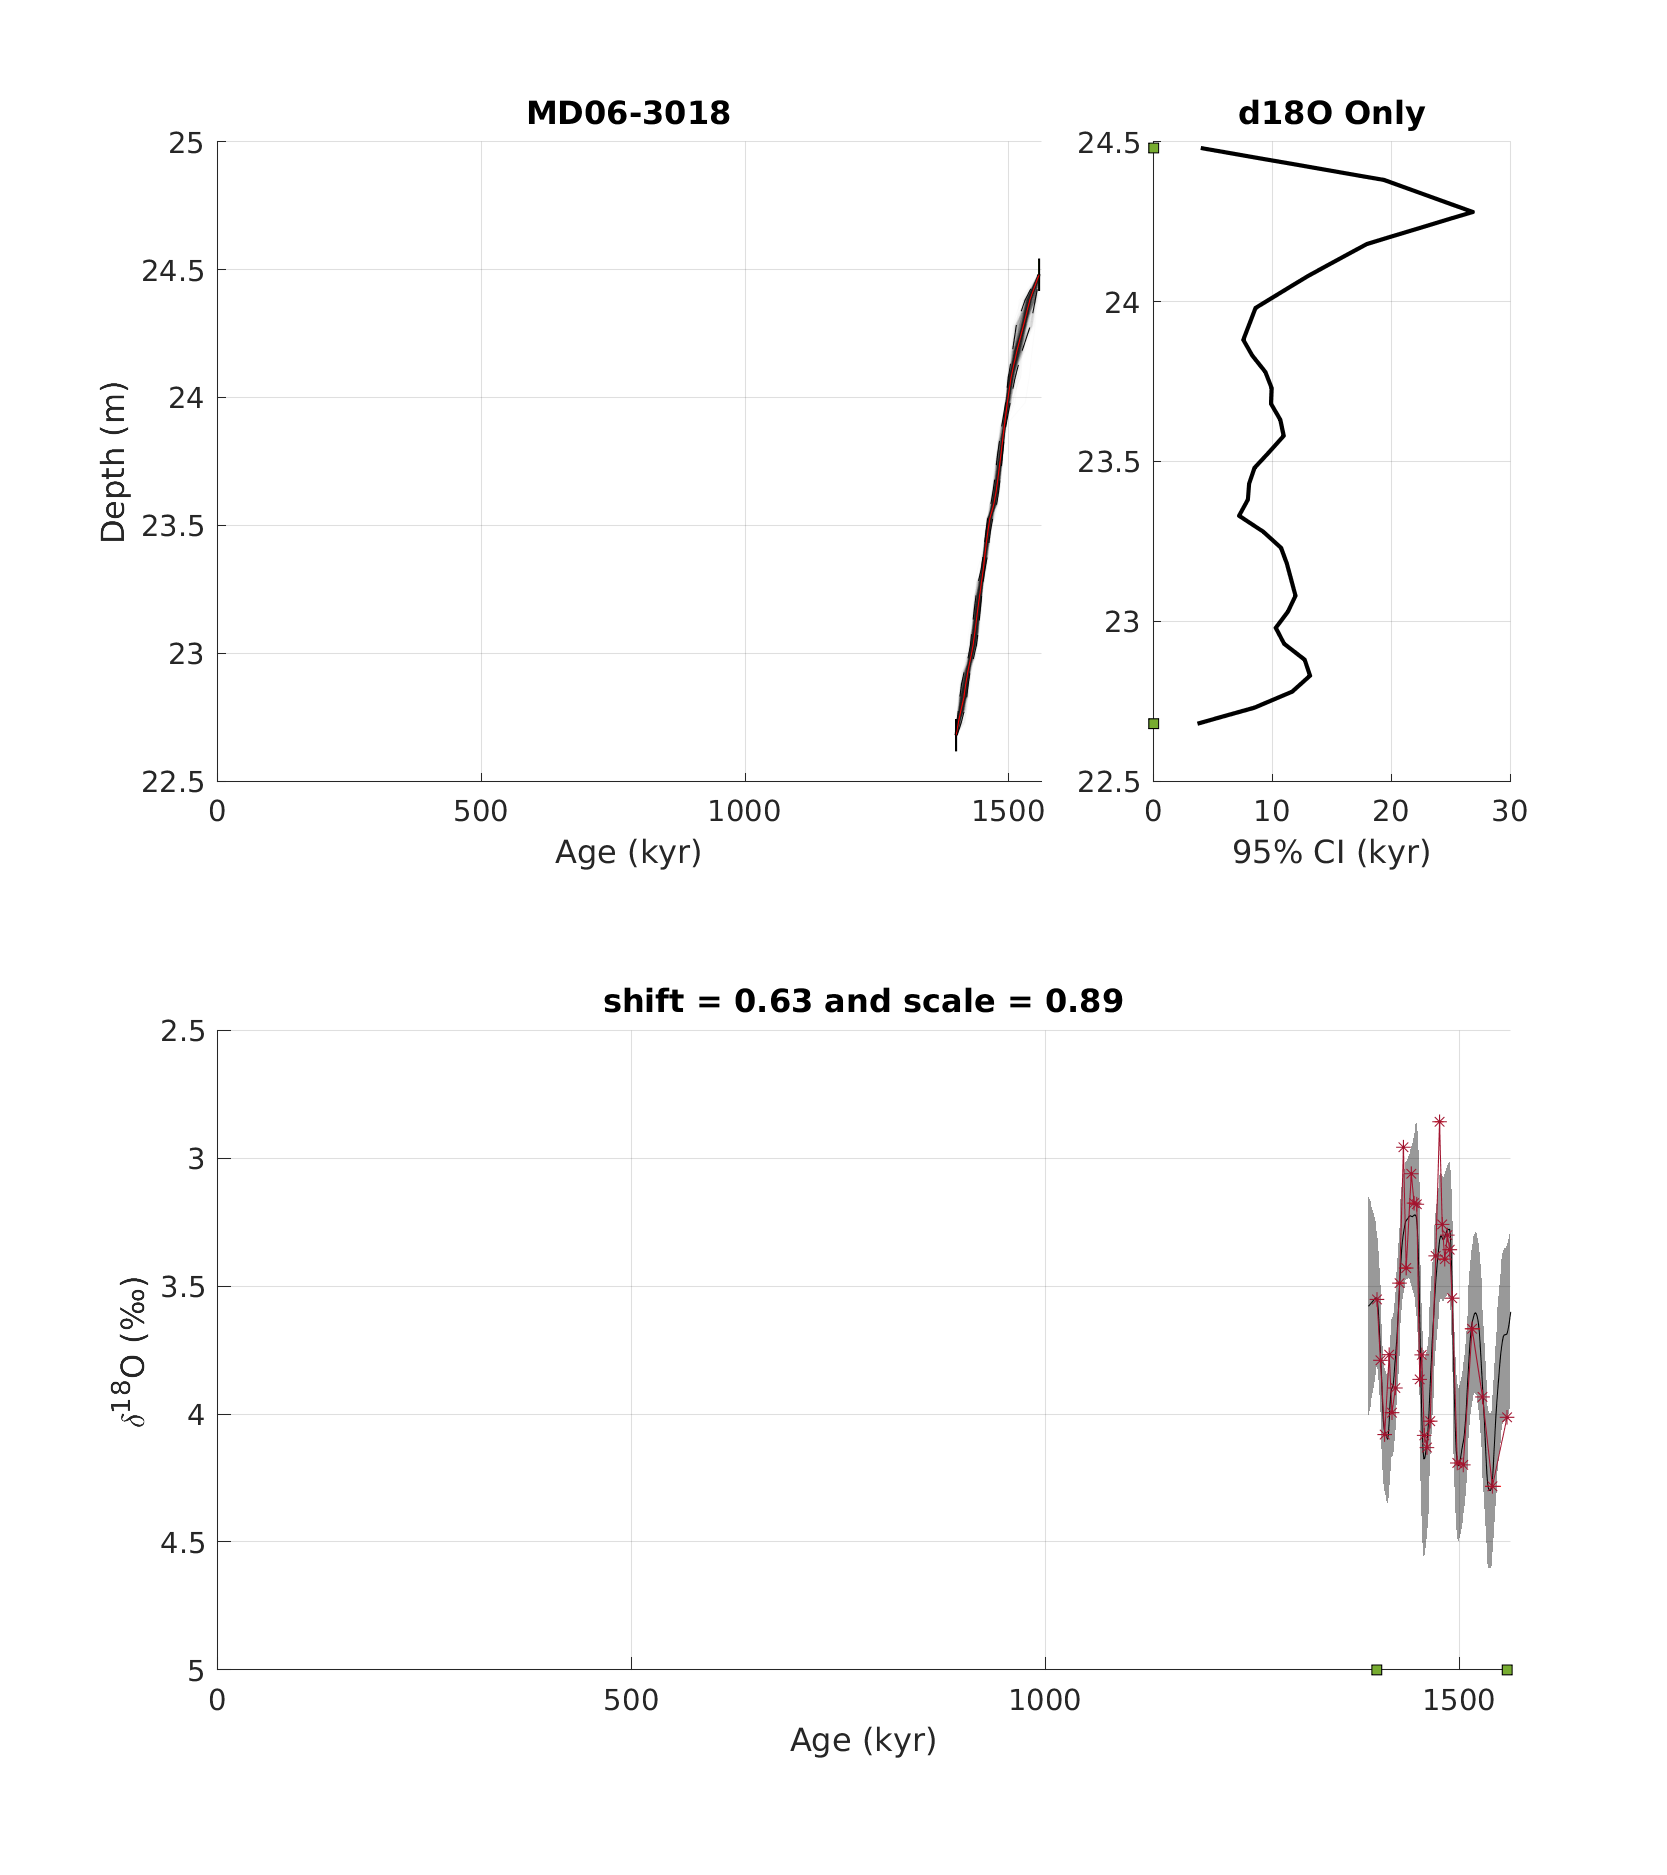 MD06-3018
25
24.5
24
23.5
23
22.5
Depth (m)
0 500 1000 1500
Age (kyr)
d18O Only
24.5
24
23.5
23
22.5
0 10 20 30
95% CI (kyr)
shift = 0.63 and scale = 0.89
2.5
3
3.5
4
4.5
5
δ¹⁸O (‰)
0 500 1000 1500
Age (kyr)